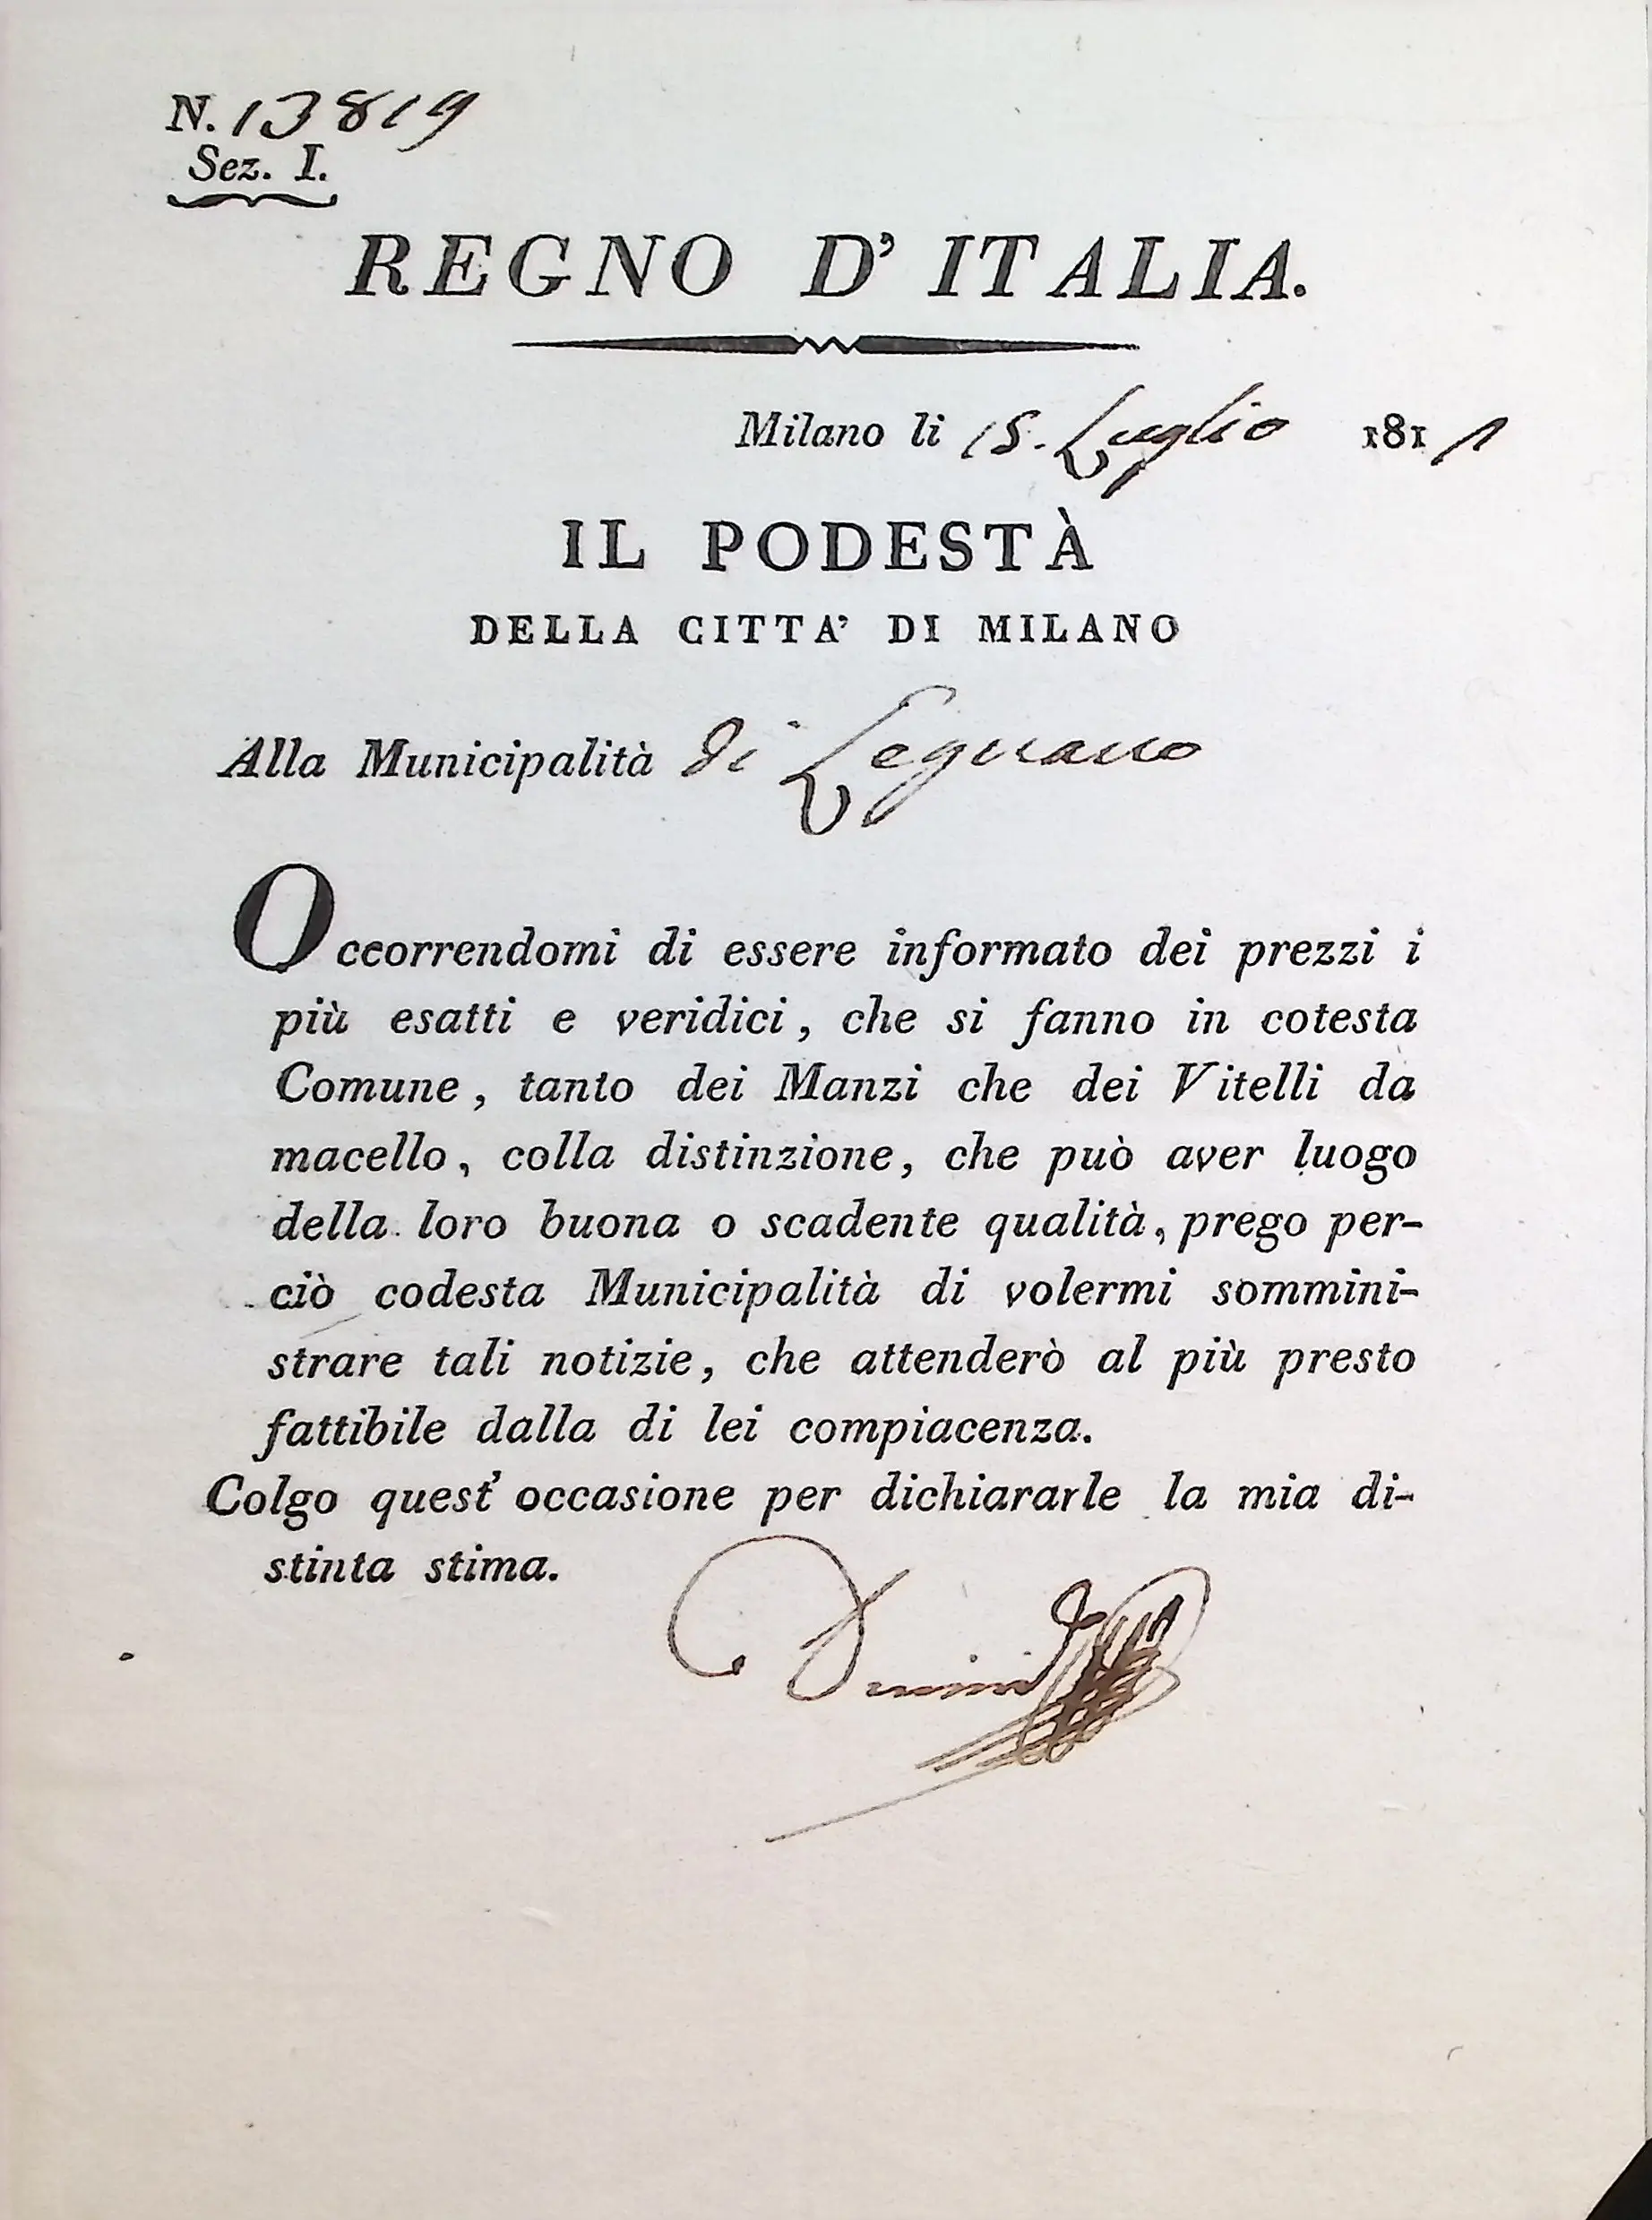 N. 13819
Sez. I.
REGNO D' ITALIA.
Milano li 15. Luglio 1811
IL PODESTÀ
DELLA CITTA' DI MILANO
Alla Municipalità di Legnano
Occorrendomi di essere informato dei prezzi i
più esatti e veridici, che si fanno in cotesta
Comune, tanto dei Manzi che dei Vitelli da
macello, colla distinzione, che può aver luogo
della loro buona o scadente qualità, prego per-
ciò codesta Municipalità di volermi sommini-
strare tali notizie, che attenderò al più presto
fattibile dalla di lei compiacenza.
Colgo quest' occasione per dichiararle la mia di-
stinta stima.